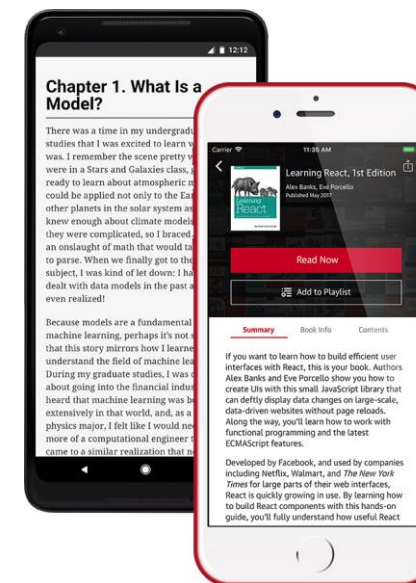 12:12
Chapter 1. What Is a
Model?
There was a time in my undergradu
studies that I was excited to learn w
was. I remember the scene pretty w
were in a Stars and Galaxies class, g
ready to learn about atmospheric m
could be applied not only to the Ear
other planets in the solar system as
knew enough about climate models
they were complicated, so I braced
an onslaught of math that would ta
to parse. When we finally got to the
subject, I was kind of let down: I ha
dealt with data models in the past a
even realized!
Because models are a fundamental
machine learning, perhaps it's not s
that this story mirrors how I learne
understand the field of machine lea
During my graduate studies, I was o
about going into the financial indus
heard that machine learning was be
extensively in that world, and, as a
physics major, I felt like I would nee
more of a computational engineer t
came to a similar realization that no
Carrier
11:35 AM
Learning
React
Learning React, 1st Edition
Alex Banks, Eve Porcello
Published May 2017
Read Now
Add to Playlist
Summary Book Info Contents
If you want to learn how to build efficient user
interfaces with React, this is your book. Authors
Alex Banks and Eve Porcello show you how to
create UIs with this small JavaScript library that
can deftly display data changes on large-scale,
data-driven websites without page reloads.
Along the way, you'll learn how to work with
functional programming and the latest
ECMAScript features.
Developed by Facebook, and used by companies
including Netflix, Walmart, and The New York
Times for large parts of their web interfaces,
React is quickly growing in use. By learning how
to build React components with this hands-on
guide, you'll fully understand how useful React